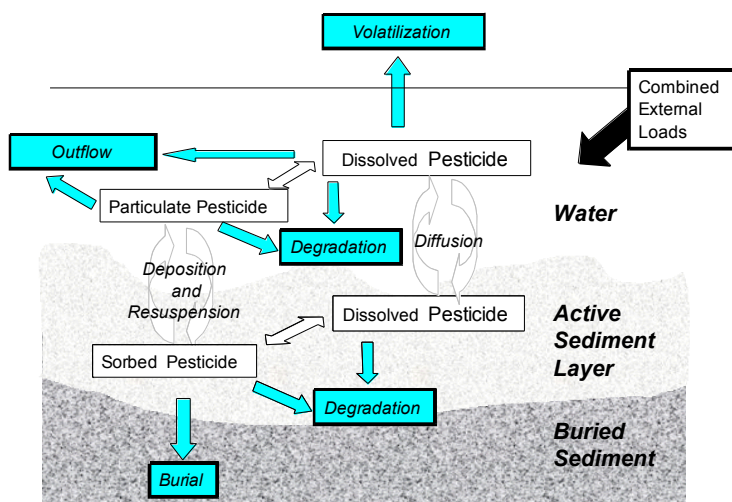 Volatilization
Combined
External
Loads
Outflow
Dissolved Pesticide
Particulate Pesticide
Water
Degradation
Diffusion
Deposition
and
Resuspension
Dissolved Pesticide
Active
Sediment
Layer
Sorbed Pesticide
Degradation
Buried
Sediment
Burial